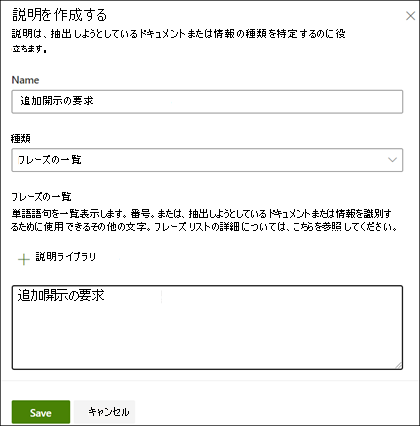 説明を作成する
説明は、抽出しようとしているドキュメントまたは情報の種類を特定するのに役
立ちます。
Name
追加開示の要求
種類
フレーズの一覧
フレーズの一覧
単語語句を一覧表示します。番号。または、抽出しようとしているドキュメントまたは情報を識別す
るために使用できるその他の文字。フレーズ リストの詳細については、こちらを参照してください。
説明ライブラリ
追加開示の要求
Save
キャンセル